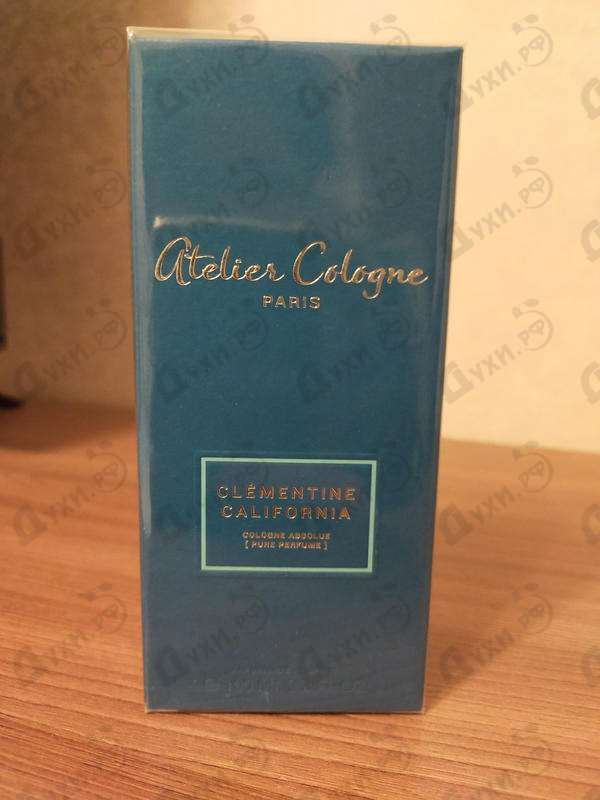 Atelier Cologne
PARIS
CLÉMENTINE
CALIFORNIA
COLOGNE ABSOLUE
[ PURE PERFUME ]
Духи.рф